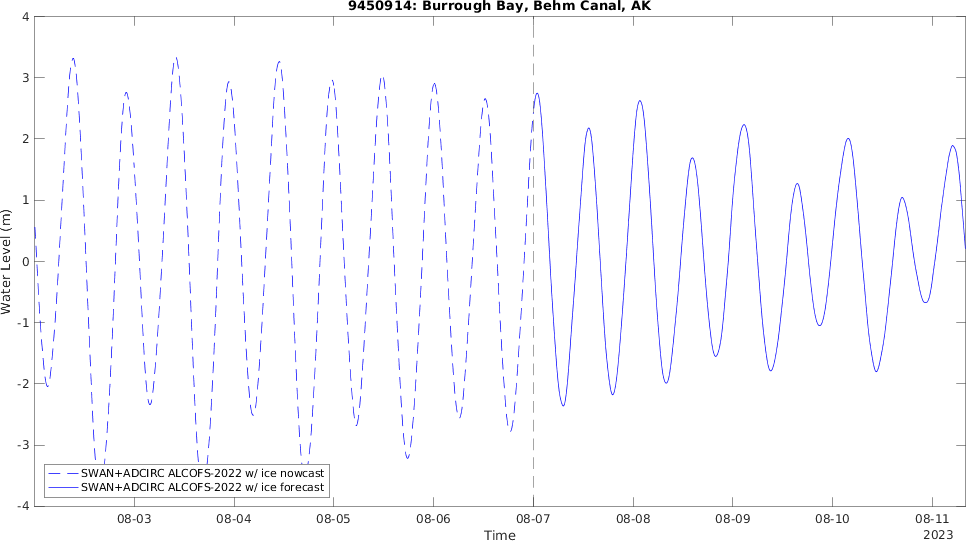 9450914: Burrough Bay, Behm Canal, AK
4
3
2
1
0
-1
-2
-3
-4
Water Level (m)
SWAN+ADCIRC ALCOFS-2022 w/ ice nowcast
SWAN+ADCIRC ALCOFS-2022 w/ ice forecast
08-03 08-04 08-05 08-06 08-07 08-08 08-09 08-10 08-11
2023
Time